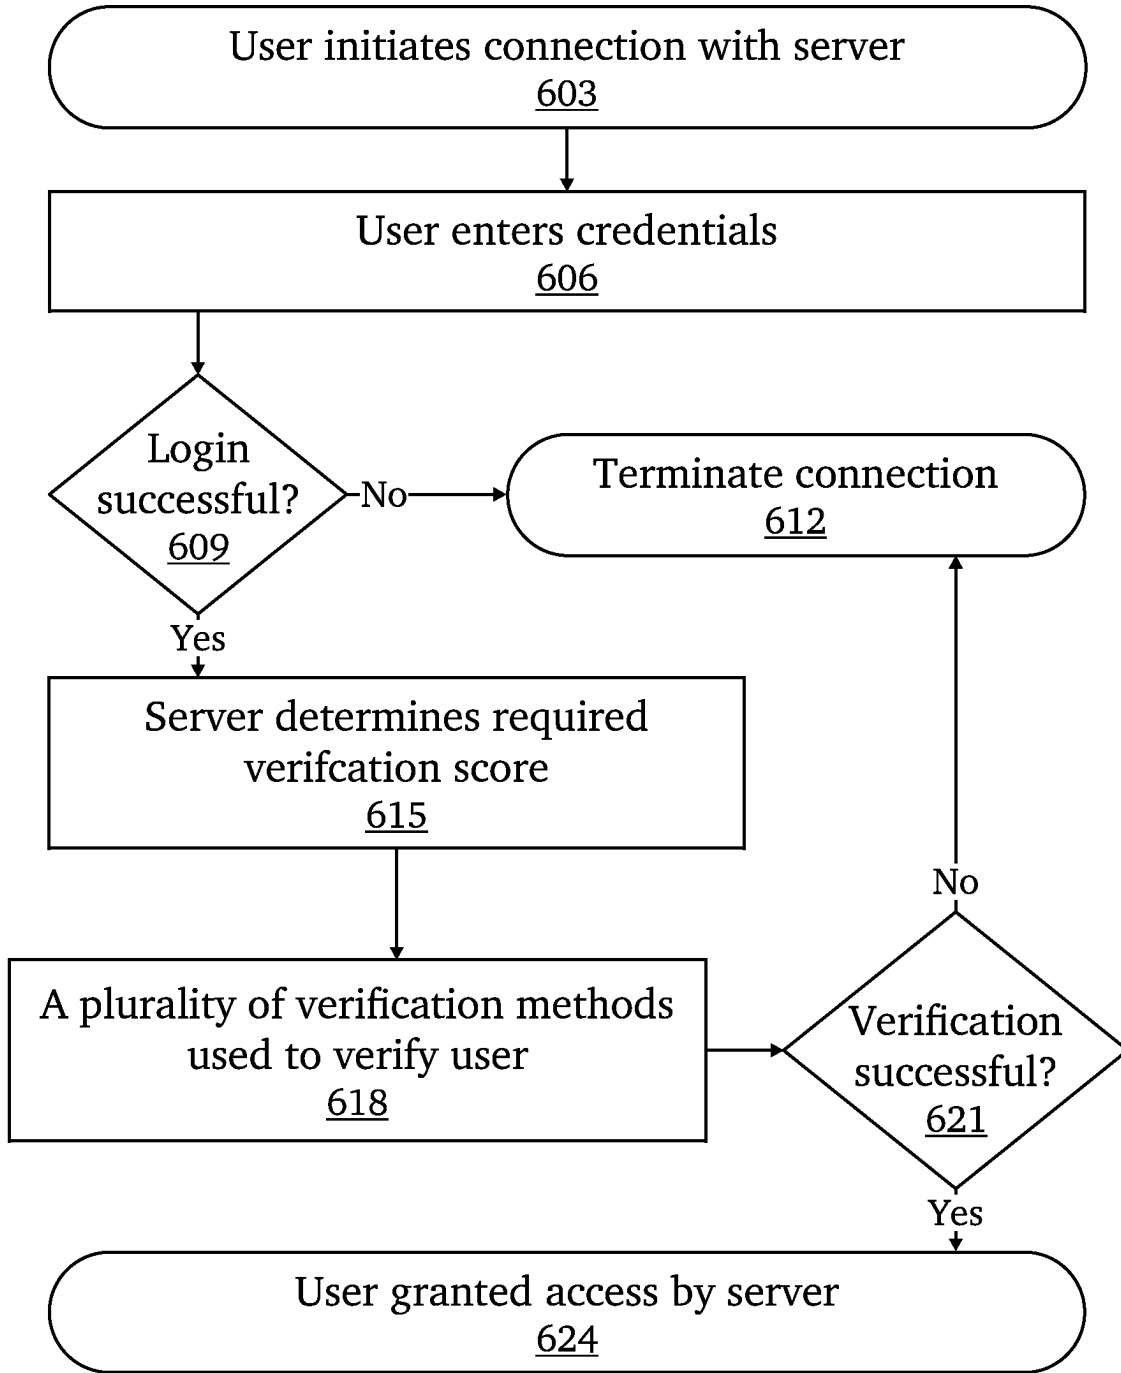 User initiates connection with server
603
User enters credentials
606
Login
successful?
609
No
Terminate connection
612
Yes
Server determines required
verifcation score
615
No
A plurality of verification methods
used to verify user
618
Verification
successful?
621
Yes
User granted access by server
624